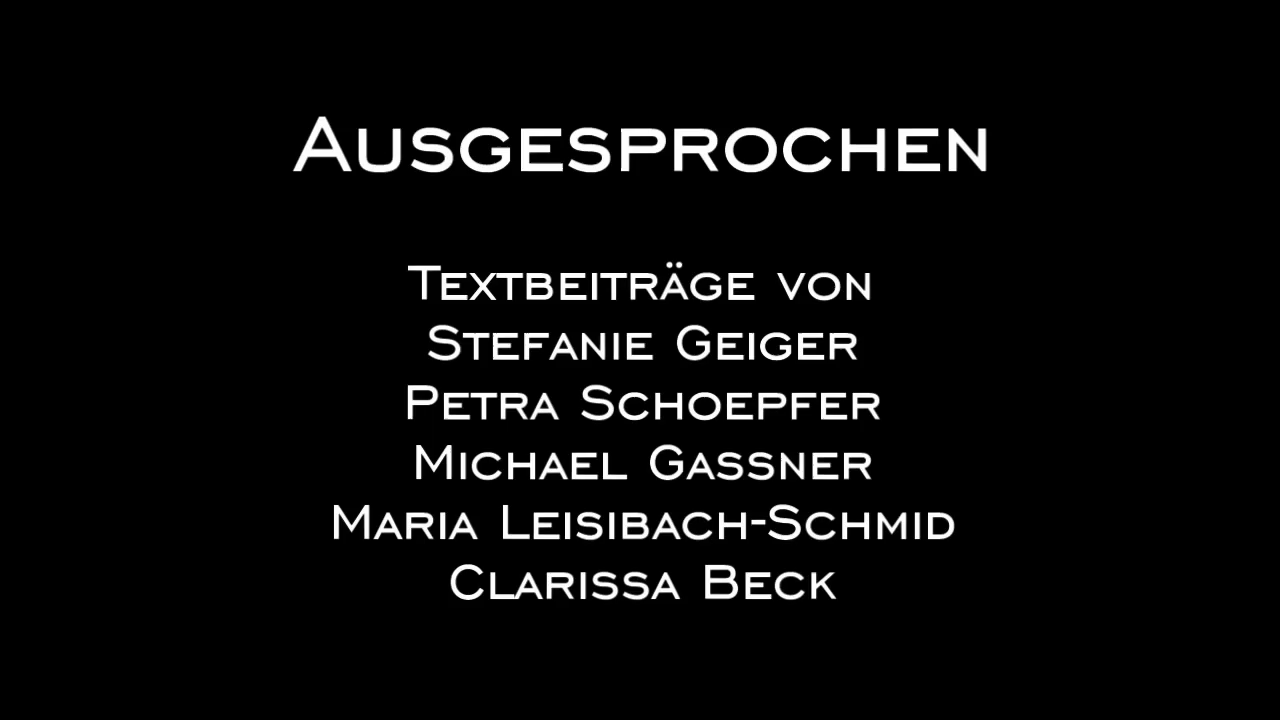 Ausgesprochen
Textbeiträge von
Stefanie Geiger
Petra Schoepfer
Michael Gassner
Maria Leisibach-Schmid
Clarissa Beck